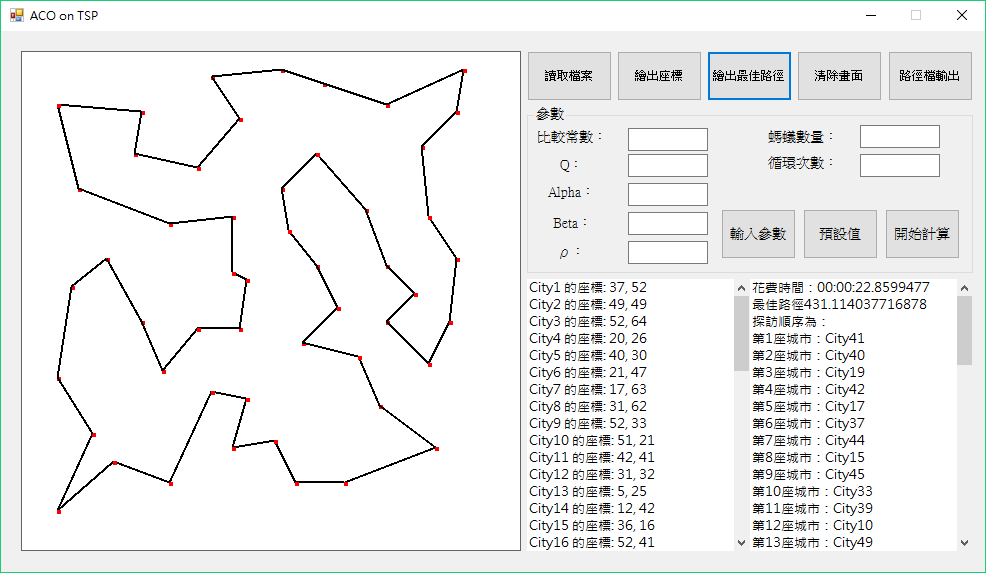 ACO on TSP
讀取檔案
繪出座標
繪出最佳路徑
清除畫面
路徑檔輸出
參數
比較常數：
Q：
Alpha：
Beta：
ρ：
螞蟻數量：
循環次數：
輸入參數
預設值
開始計算
City1 的座標: 37, 52
City2 的座標: 49, 49
City3 的座標: 52, 64
City4 的座標: 20, 26
City5 的座標: 40, 30
City6 的座標: 21, 47
City7 的座標: 17, 63
City8 的座標: 31, 62
City9 的座標: 52, 33
City10 的座標: 51, 21
City11 的座標: 42, 41
City12 的座標: 31, 32
City13 的座標: 5, 25
City14 的座標: 12, 42
City15 的座標: 36, 16
City16 的座標: 52, 41
花費時間：00:00:22.8599477
最佳路徑431.114037716878
探訪順序為：
第1座城市：City41
第2座城市：City40
第3座城市：City19
第4座城市：City42
第5座城市：City17
第6座城市：City37
第7座城市：City44
第8座城市：City15
第9座城市：City45
第10座城市：City33
第11座城市：City39
第12座城市：City10
第13座城市：City49